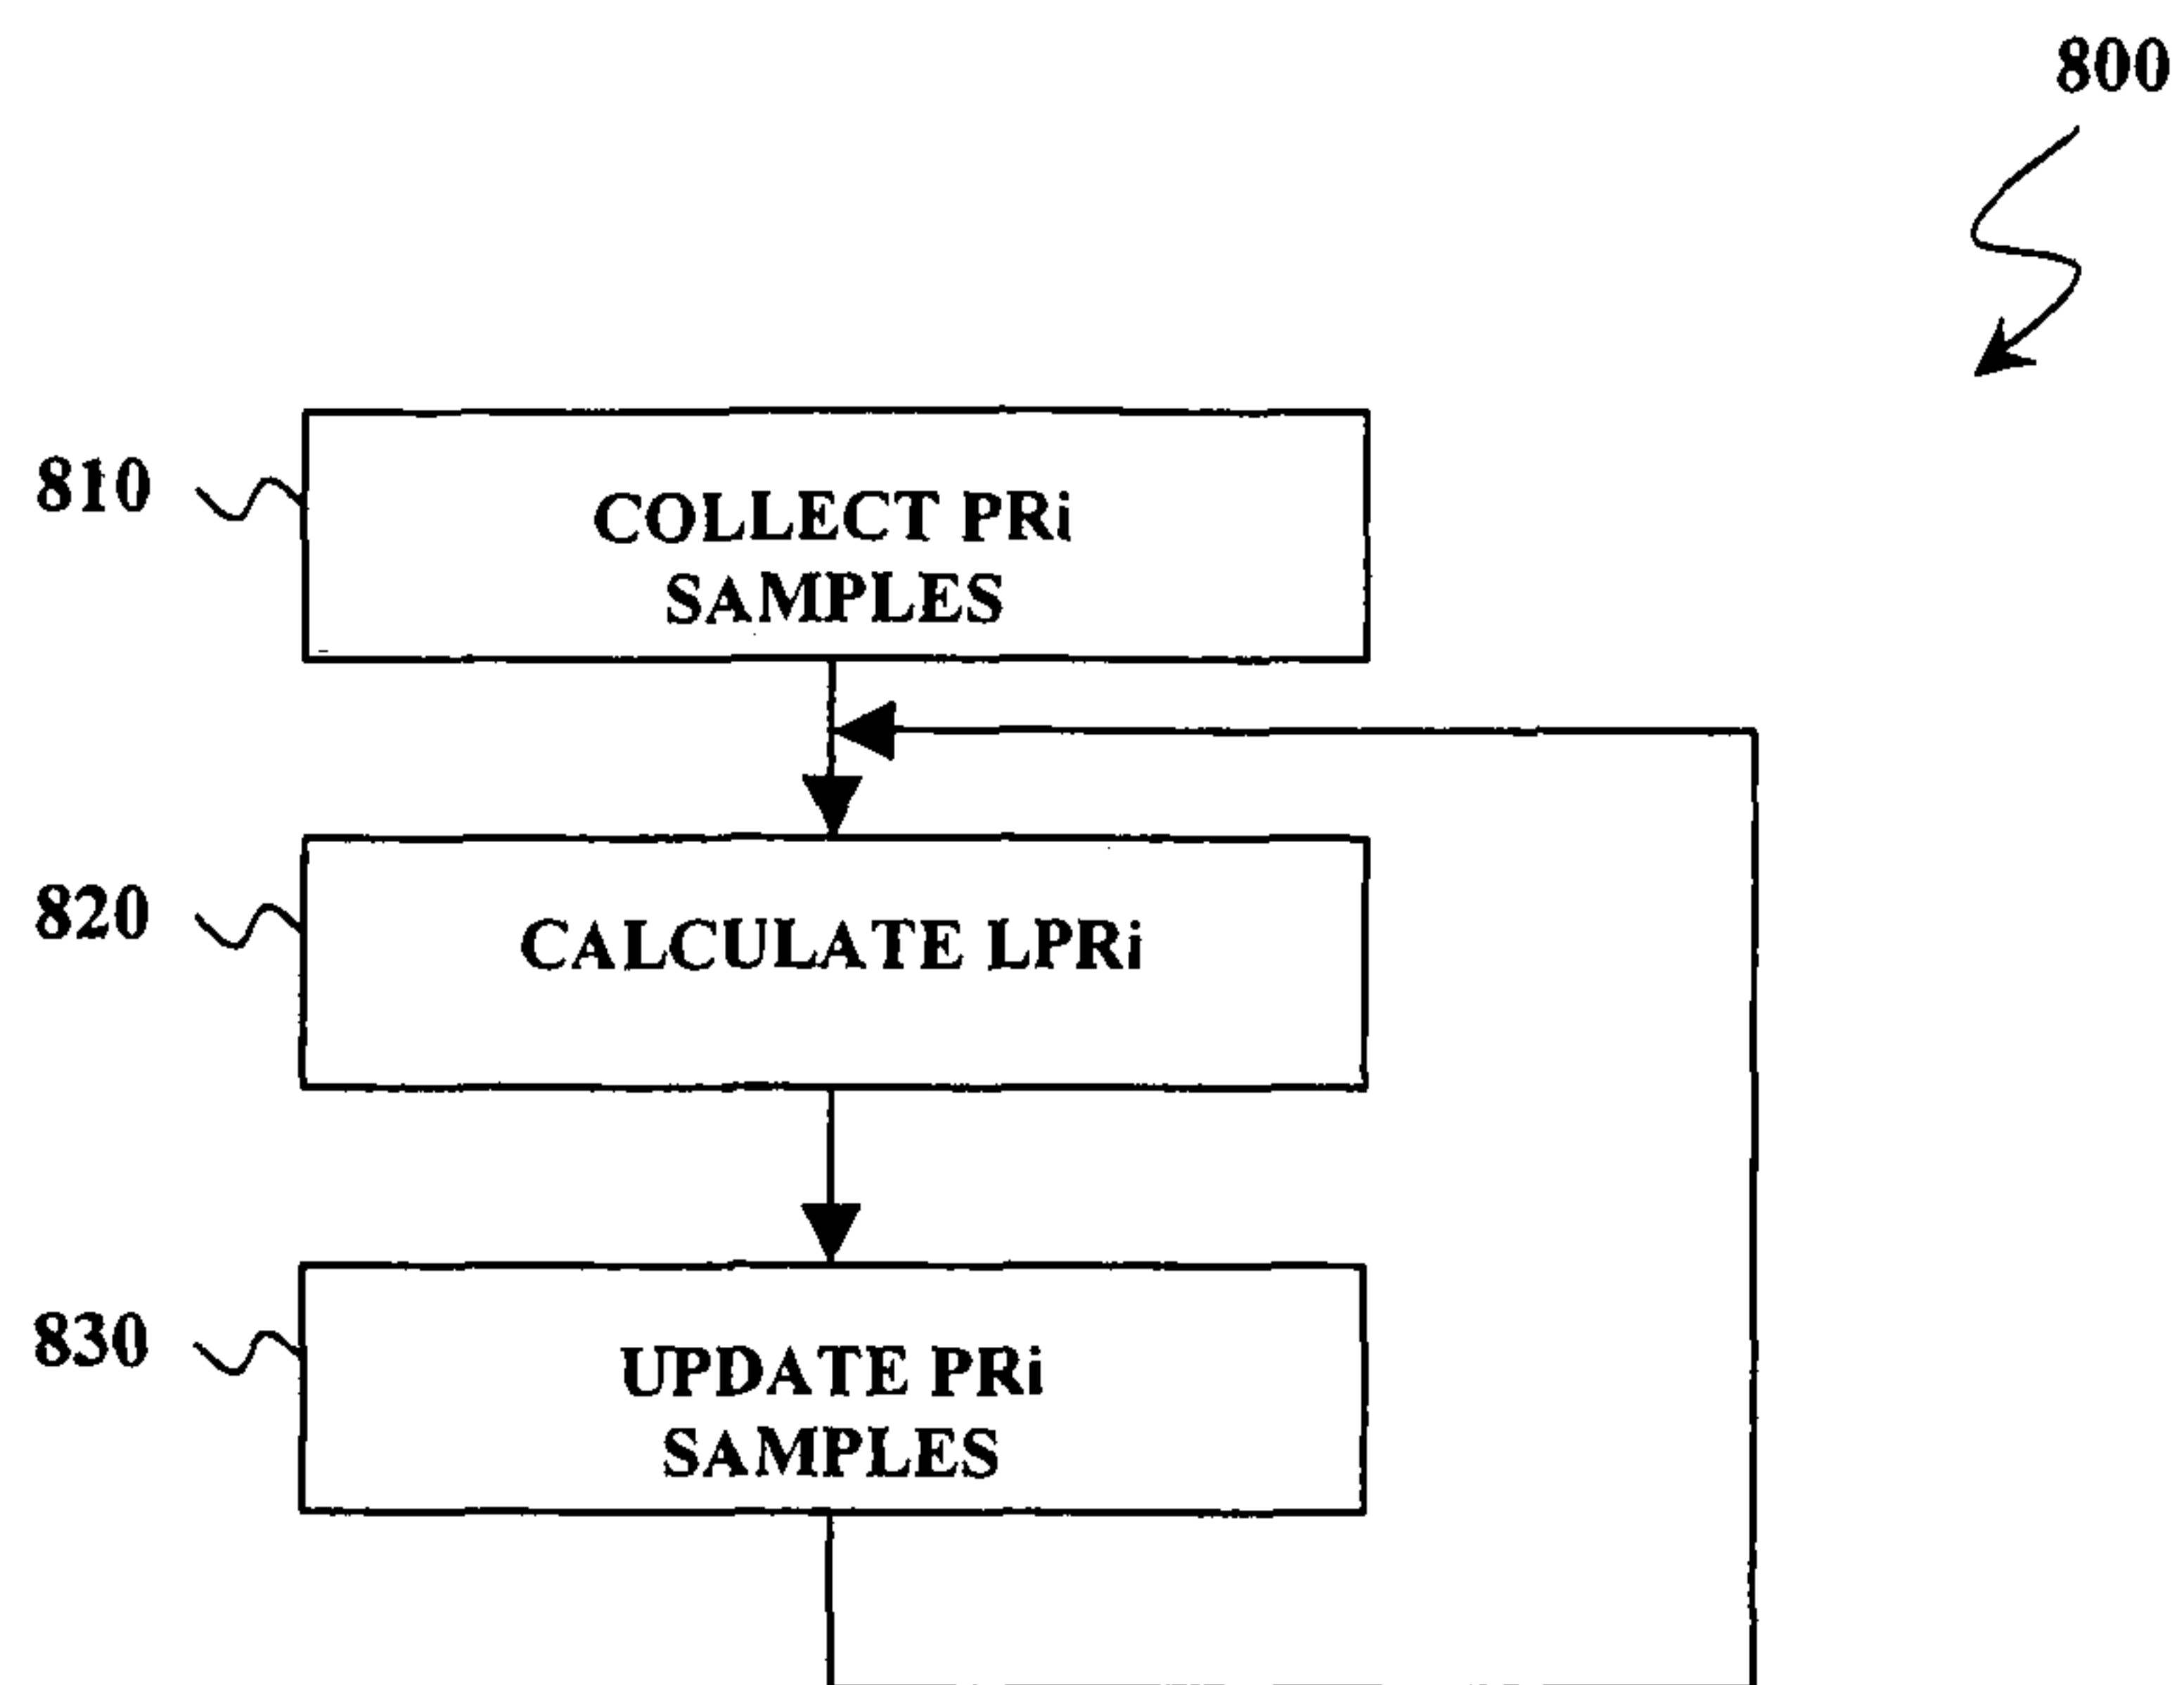 800
810
COLLECT PRi
SAMPLES
820
CALCULATE LPRi
830
UPDATE PRi
SAMPLES